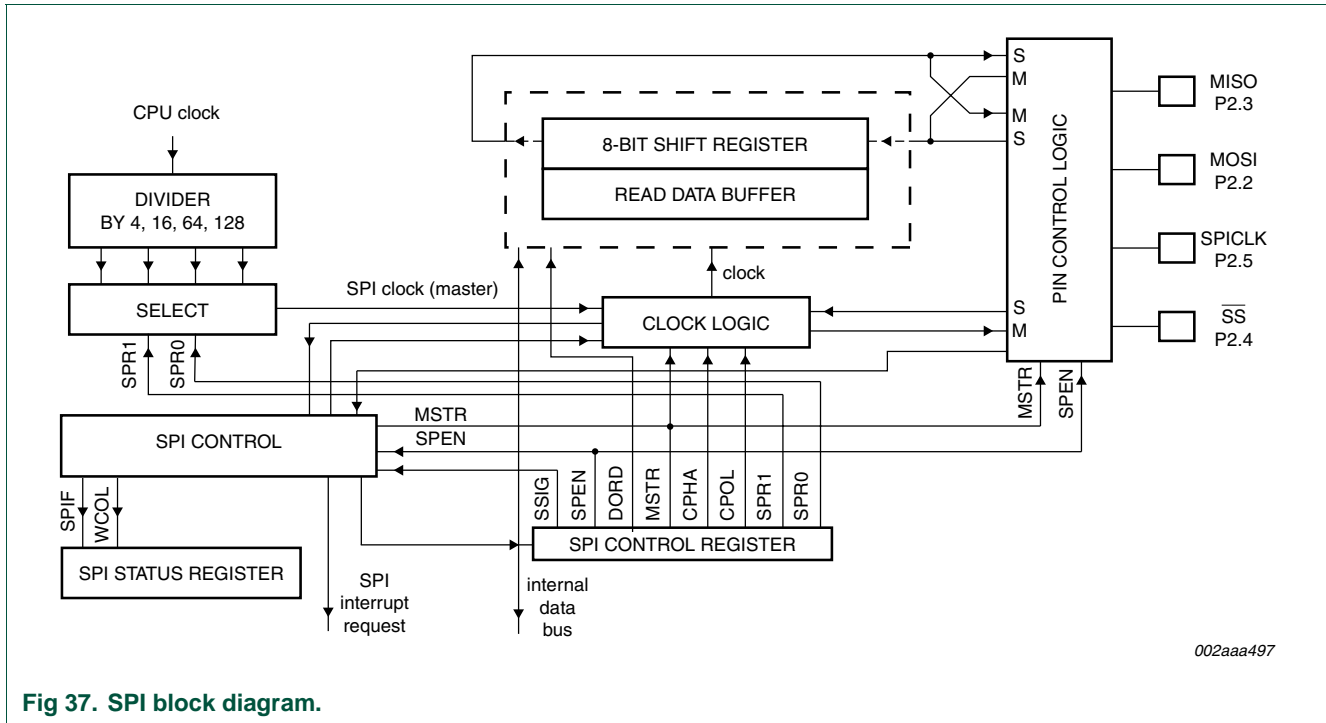 CPU clock
DIVIDER
BY 4, 16, 64, 128
SELECT
SPR1
SPR0
SPI clock (master)
8-BIT SHIFT REGISTER
READ DATA BUFFER
clock
CLOCK LOGIC
S
M
M
S
S
M
PIN CONTROL LOGIC
MISO
P2.3
MOSI
P2.2
SPICLK
P2.5
SS
P2.4
MSTR
SPEN
SPI CONTROL
MSTR
SPEN
SPIF
WCOL
SPI STATUS REGISTER
SPI
interrupt
request
internal
data
bus
SSIG
SPEN
DORD
MSTR
CPHA
CPOL
SPR1
SPR0
SPI CONTROL REGISTER
002aaa497
Fig 37. SPI block diagram.